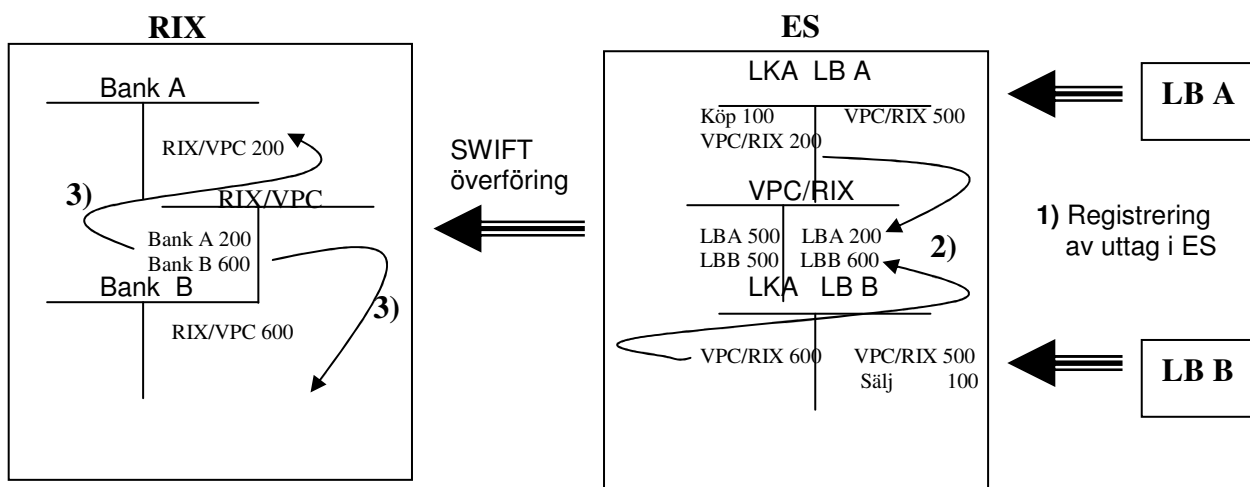 RIX
Bank A
RIX/VPC 200
3)
RIX/VPC
Bank A 200
Bank B 600
Bank B
3)
RIX/VPC 600
SWIFT
överföring
ES
LKA LB A
Köp 100 VPC/RIX 500
VPC/RIX 200
VPC/RIX
LBA 500 LBA 200
LBB 500 LBB 600
2)
LKA LB B
VPC/RIX 600 VPC/RIX 500
Sälj 100
LB A
1) Registrering
av uttag i ES
LB B